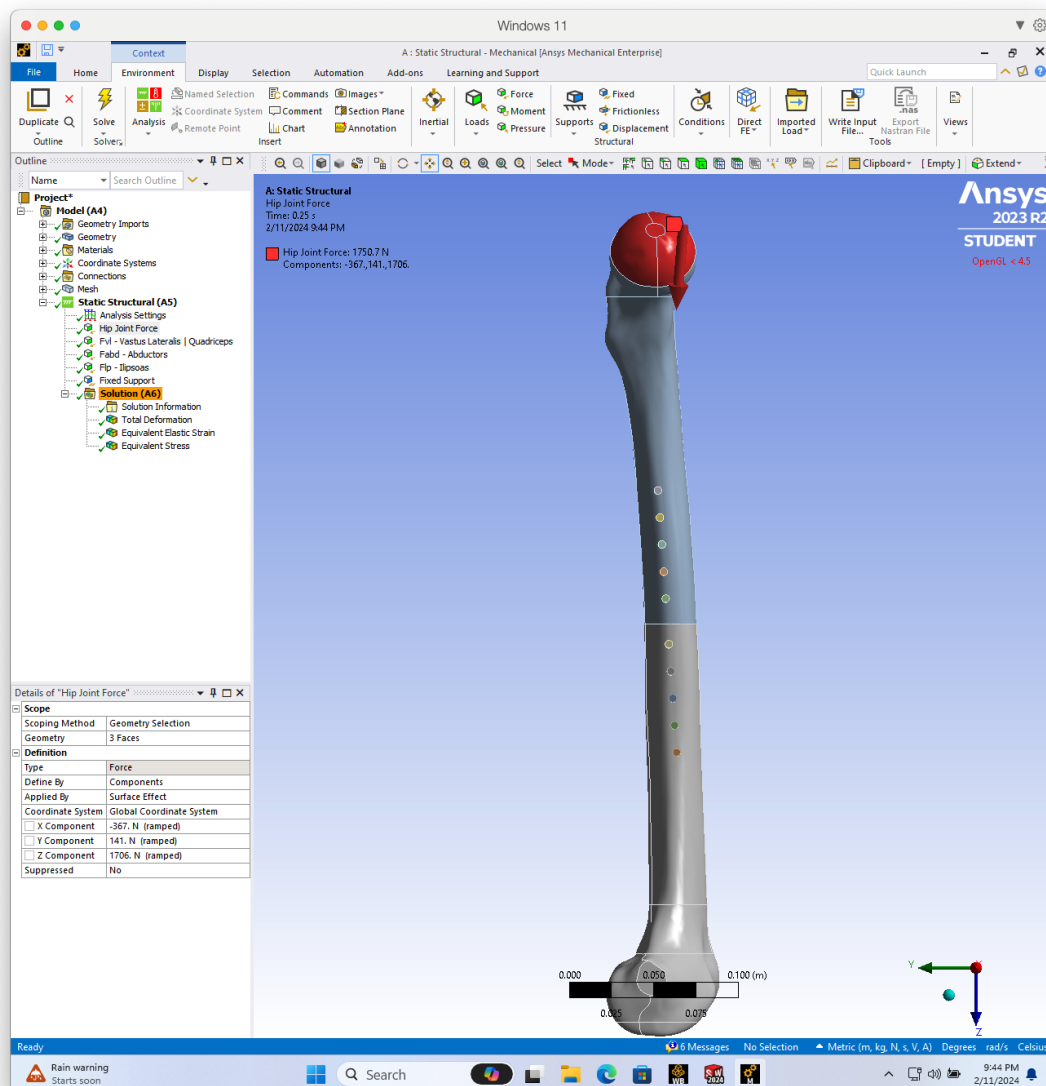 Windows 11
Context
A : Static Structural - Mechanical [Ansys Mechanical Enterprise]
File Home Environment Display Selection Automation Add-ons Learning and Support
Quick Launch
Duplicate
Outline
Solve
Solver
Analysis
Named Selection
Coordinate System
Remote Point
Commands
Comment
Chart
Images
Section Plane
Annotation
Insert
Inertial
Loads
Force
Moment
Pressure
Supports
Fixed
Frictionless
Displacement
Structural
Conditions
Direct
FE
Imported
Load
Write Input
File...
Export
Nastran File
.nas
Tools
Views
Outline
Name Search Outline
Select Mode Clipboard [ Empty ] Extend
Project*
Model (A4)
Geometry Imports
Geometry
Materials
Coordinate Systems
Connections
Mesh
Static Structural (A5)
Analysis Settings
Hip Joint Force
Fvl - Vastus Lateralis | Quadriceps
Fabd - Abductors
FIp - Ilipsoas
Fixed Support
Solution (A6)
Solution Information
Total Deformation
Equivalent Elastic Strain
Equivalent Stress
A: Static Structural
Hip Joint Force
Time: 0.25 s
2/11/2024 9:44 PM
Hip Joint Force: 1750.7 N
Components: -367.,141.,1706.
Ansys
2023 R2
STUDENT
OpenGL < 4.5
Details of "Hip Joint Force"
Scope
Scoping Method Geometry Selection
Geometry 3 Faces
Definition
Type Force
Define By Components
Applied By Surface Effect
Coordinate System Global Coordinate System
X Component -367. N (ramped)
Y Component 141. N (ramped)
Z Component 1706. N (ramped)
Suppressed No
0.000 0.050 0.100 (m)
0.025 0.075
Y
Z
Ready
6 Messages No Selection Metric (m, kg, N, s, V, A) Degrees rad/s Celsius
Rain warning
Starts soon
Search
WB
SW
2024
M
9:44 PM
2/11/2024